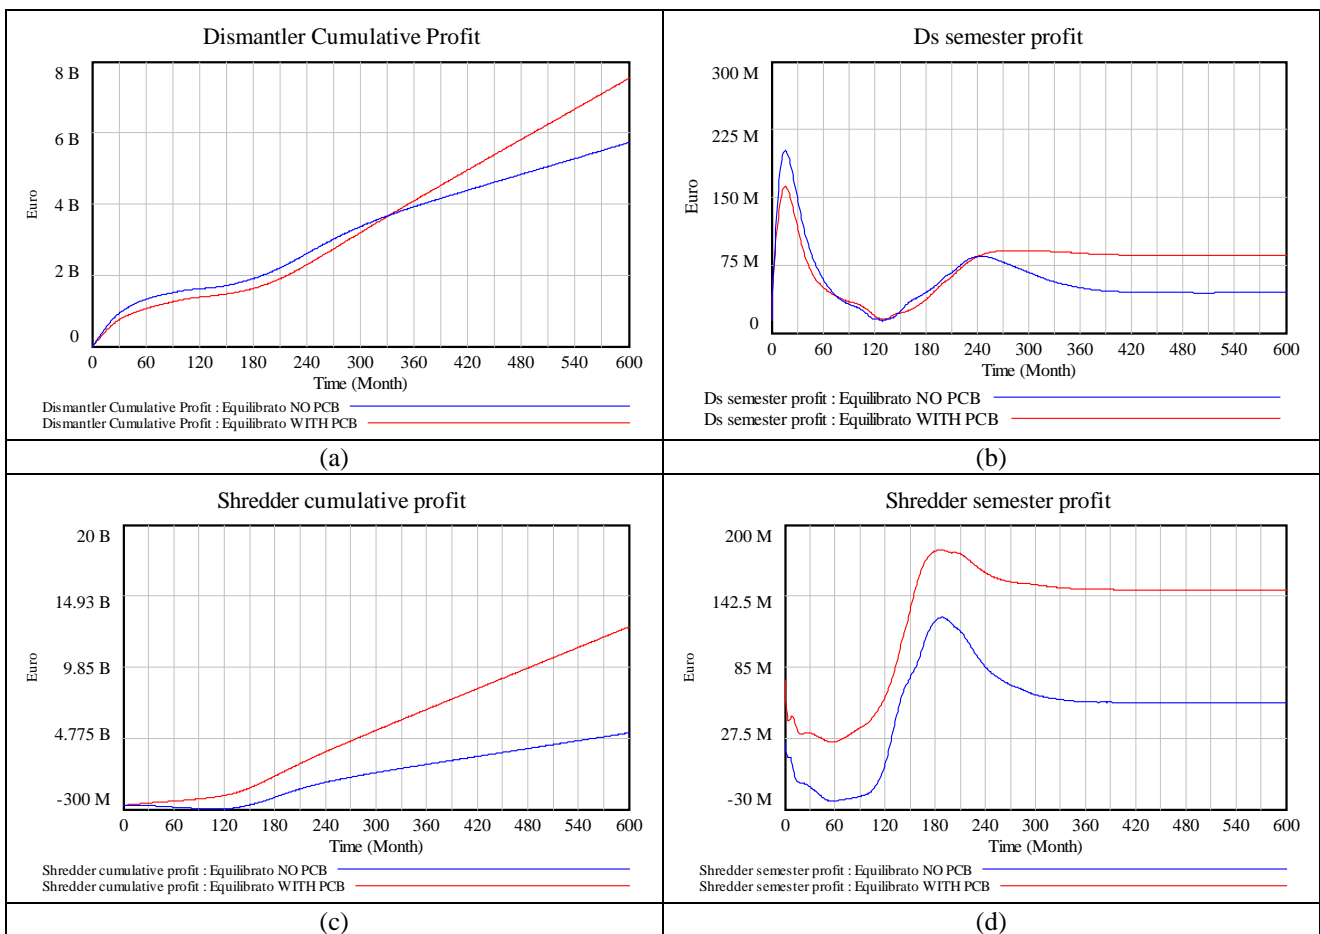 Dismantler Cumulative Profit
8 B
6 B
4 B
2 B
0
Euro
0 60 120 180 240 300 360 420 480 540 600
Time (Month)
Dismantler Cumulative Profit : Equilibrato NO PCB
Dismantler Cumulative Profit : Equilibrato WITH PCB
(a)
Ds semester profit
300 M
225 M
150 M
75 M
0
Euro
0 60 120 180 240 300 360 420 480 540 600
Time (Month)
Ds semester profit : Equilibrato NO PCB
Ds semester profit : Equilibrato WITH PCB
(b)
Shredder cumulative profit
20 B
14.93 B
9.85 B
4.775 B
-300 M
Euro
0 60 120 180 240 300 360 420 480 540 600
Time (Month)
Shredder cumulative profit : Equilibrato NO PCB
Shredder cumulative profit : Equilibrato WITH PCB
(c)
Shredder semester profit
200 M
142.5 M
85 M
27.5 M
-30 M
Euro
0 60 120 180 240 300 360 420 480 540 600
Time (Month)
Shredder semester profit : Equilibrato NO PCB
Shredder semester profit : Equilibrato WITH PCB
(d)